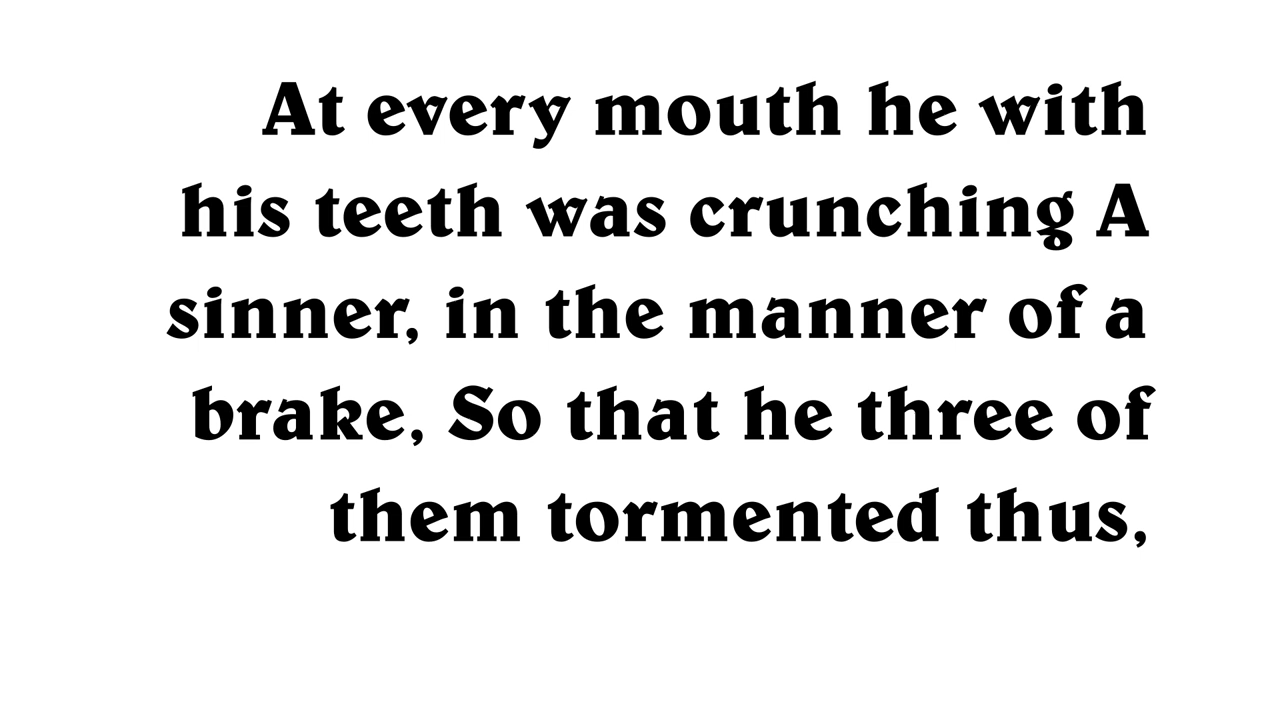 At every mouth he with
his teeth was crunching A
sinner, in the manner of a
brake, So that he three of
them tormented thus,